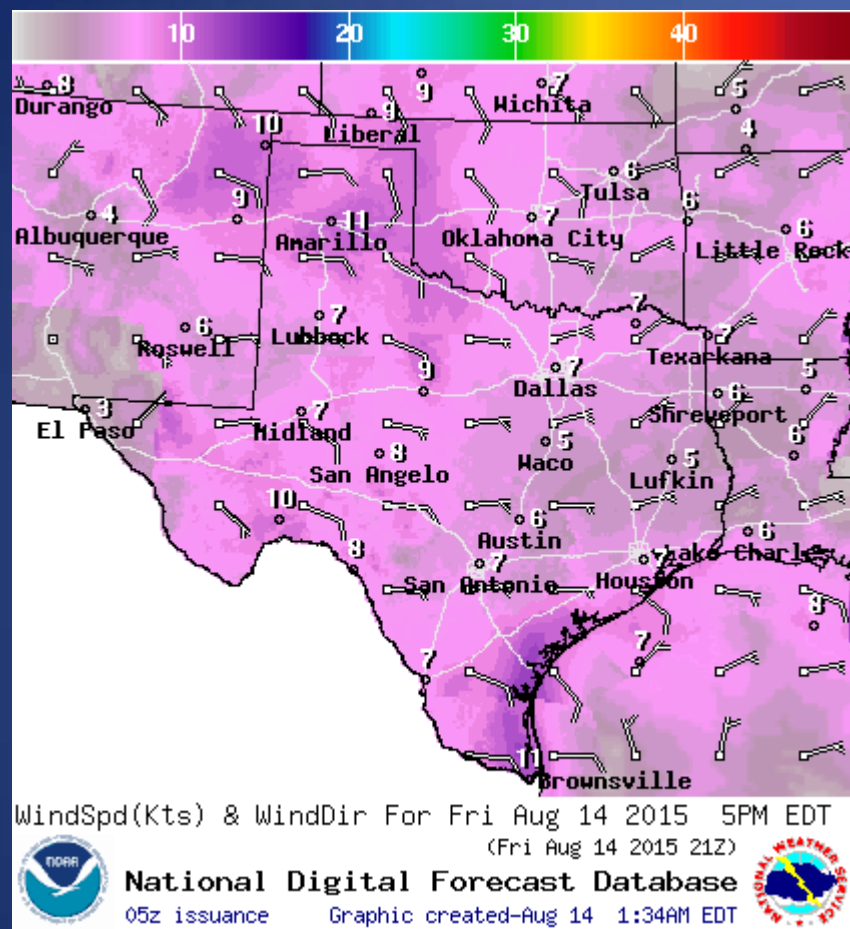 10 20 30 40
8 9 7 5
Durango Liberal 9 Wichita
10 4
4 9 11 7 6 Tulsa 6 6
Albuquerque Amarillo Oklahoma City Little Rock
6 7 7 7
Roswell Lubbock Texarkana
9 7 5
Dallas
3 7 6
El Paso Midland Shreveport
8 5 5 6
San Angelo Waco Lufkin
10 6 6
Austin Lake Charles
8 7 7
San Antonio Houston
7 7 8
11
Brownsville
WindSpd(Kts) & WindDir For Fri Aug 14 2015 5PM EDT
(Fri Aug 14 2015 21Z)
NOAA
National Digital Forecast Database
05z issuance Graphic created-Aug 14 1:34AM EDT
NATIONAL WEATHER SERVICE